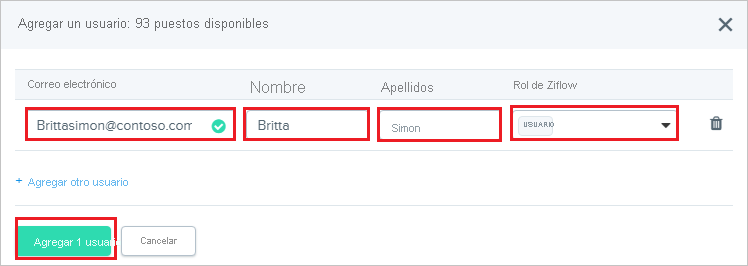 Agregar un usuario: 93 puestos disponibles
Correo electrónico Nombre Apellidos Rol de Ziflow
Brittasimon@contoso.com Britta Simon USUARIO
+ Agregar otro usuario
Agregar 1 usuario Cancelar